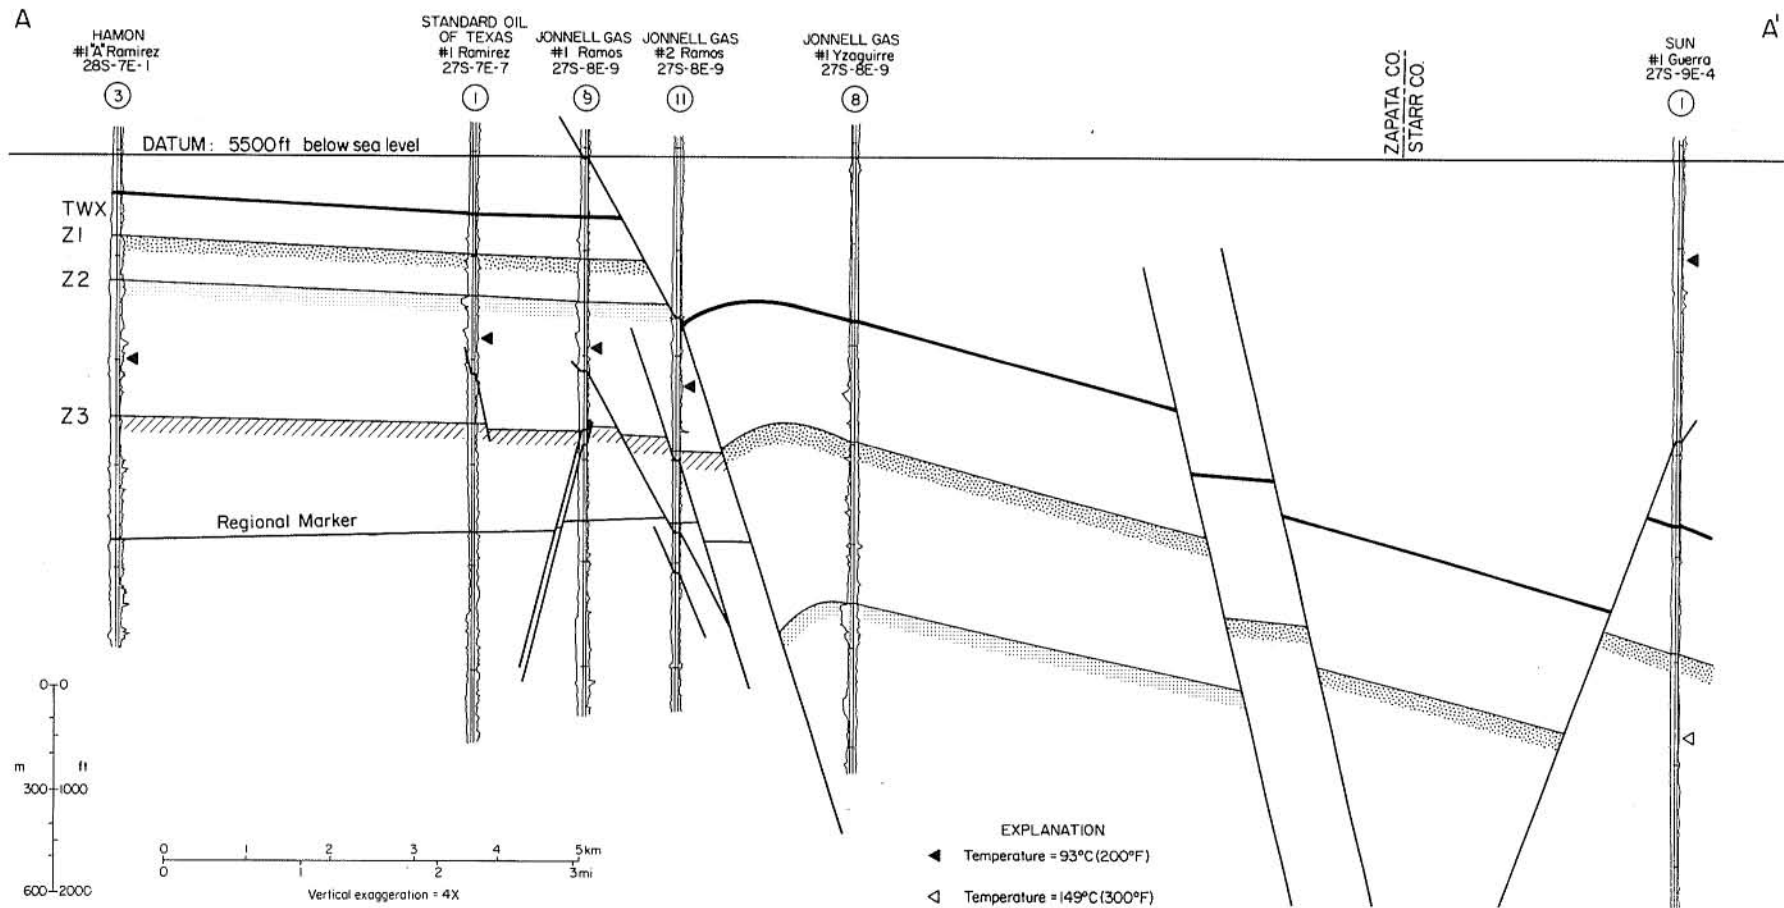 A
A'
HAMON
#1 "A" Ramirez
28S-7E-1
3
STANDARD OIL
OF TEXAS
#1 Ramirez
27S-7E-7
1
JONNELL GAS
#1 Ramos
27S-8E-9
9
JONNELL GAS
#2 Ramos
27S-8E-9
11
JONNELL GAS
#1 Yzaguirre
27S-8E-9
8
ZAPATA CO.
STARR CO.
SUN
#1 Guerra
27S-9E-4
1
DATUM: 5500ft below sea level
TWX
Z1
Z2
Z3
Regional Marker
0 0
m ft
300 1000
600 2000
0 1 2 3 4 5km
0 1 2 3mi
Vertical exaggeration = 4X
EXPLANATION
Temperature = 93°C (200°F)
Temperature = 149°C (300°F)